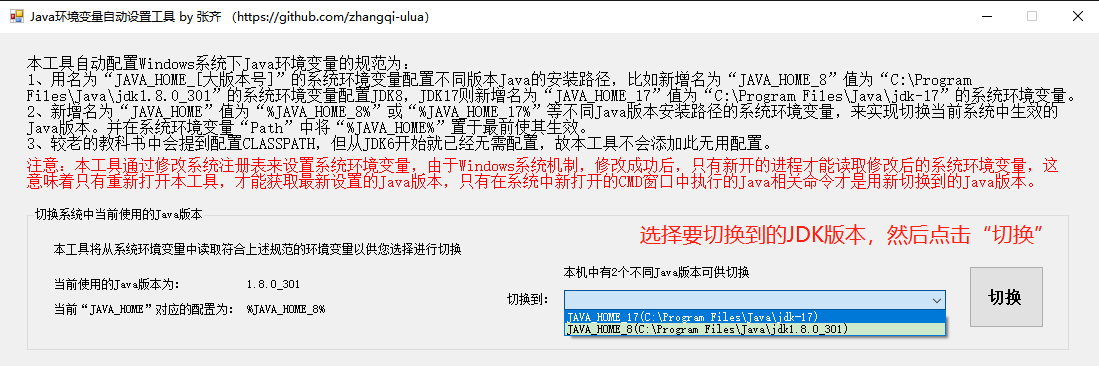 Java环境变量自动设置工具 by 张齐 （https://github.com/zhangqi-ulua）
本工具自动配置Windows系统下Java环境变量的规范为：
1、用名为“JAVA_HOME_[大版本号]”的系统环境变量配置不同版本Java的安装路径，比如新增名为“JAVA_HOME_8”值为“C:\Program
Files\Java\jdk1.8.0_301”的系统环境变量配置JDK8，JDK17则新增名为“JAVA_HOME_17”值为“C:\Program Files\Java\jdk-17”的系统环境变量。
2、新增名为“JAVA_HOME”值为“%JAVA_HOME_8%”或“%JAVA_HOME_17%”等不同Java版本安装路径的系统环境变量，来实现切换当前系统中生效的
Java版本。并在系统环境变量“Path”中将“%JAVA_HOME%”置于最前使其生效。
3、较老的教科书中会提到配置CLASSPATH，但从JDK6开始就已经无需配置，故本工具不会添加此无用配置。
注意：本工具通过修改系统注册表来设置系统环境变量，由于Windows系统机制，修改成功后，只有新开的进程才能读取修改后的系统环境变量，这
意味着只有重新打开本工具，才能获取最新设置的Java版本，只有在系统中新打开的CMD窗口中执行的Java相关命令才是用新切换到的Java版本。
切换系统中当前使用的Java版本
选择要切换到的JDK版本，然后点击“切换”
本工具将从系统环境变量中读取符合上述规范的环境变量以供您选择进行切换
本机中有2个不同Java版本可供切换
当前使用的Java版本为： 1.8.0_301
切换到：
切换
当前“JAVA_HOME”对应的配置为： %JAVA_HOME_8%
JAVA_HOME_17(C:\Program Files\Java\jdk-17)
JAVA_HOME_8(C:\Program Files\Java\jdk1.8.0_301)